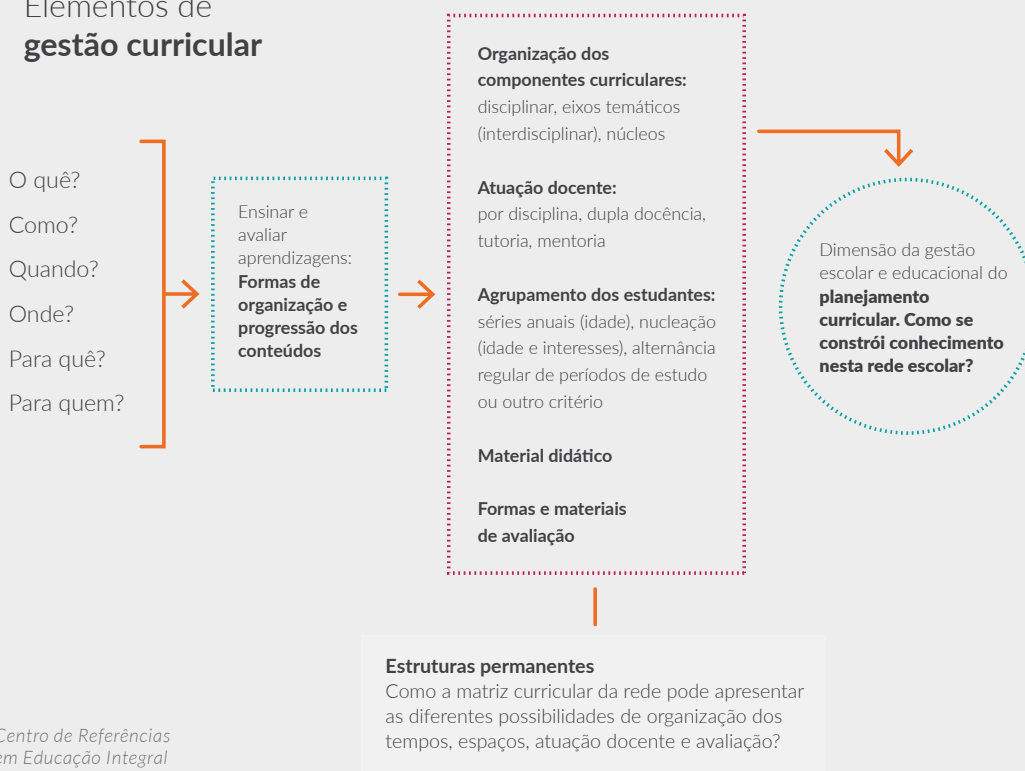 Elementos de
gestão curricular
O quê?
Como?
Quando?
Onde?
Para quê?
Para quem?
Ensinar e
avaliar
aprendizagens:
Formas de
organização e
progressão dos
conteúdos
Organização dos
componentes curriculares:
disciplinar, eixos temáticos
(interdisciplinar), núcleos
Atuação docente:
por disciplina, dupla docência,
tutoria, mentoria
Agrupamento dos estudantes:
séries anuais (idade), nucleação
(idade e interesses), alternância
regular de períodos de estudo
ou outro critério
Material didático
Formas e materiais
de avaliação
Dimensão da gestão
escolar e educacional do
planejamento
curricular. Como se
constrói conhecimento
nesta rede escolar?
Estruturas permanentes
Como a matriz curricular da rede pode apresentar
as diferentes possibilidades de organização dos
tempos, espaços, atuação docente e avaliação?
Centro de Referências
em Educação Integral